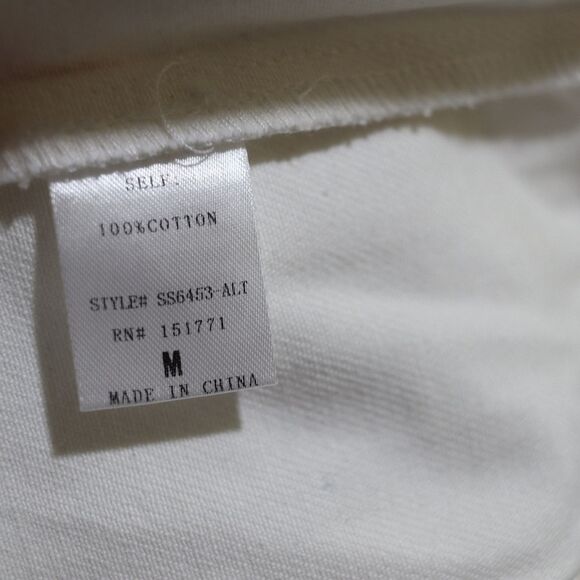 SELF.
100%COTTON
STYLE# SS6453-ALT
RN# 151771
M
MADE IN CHINA